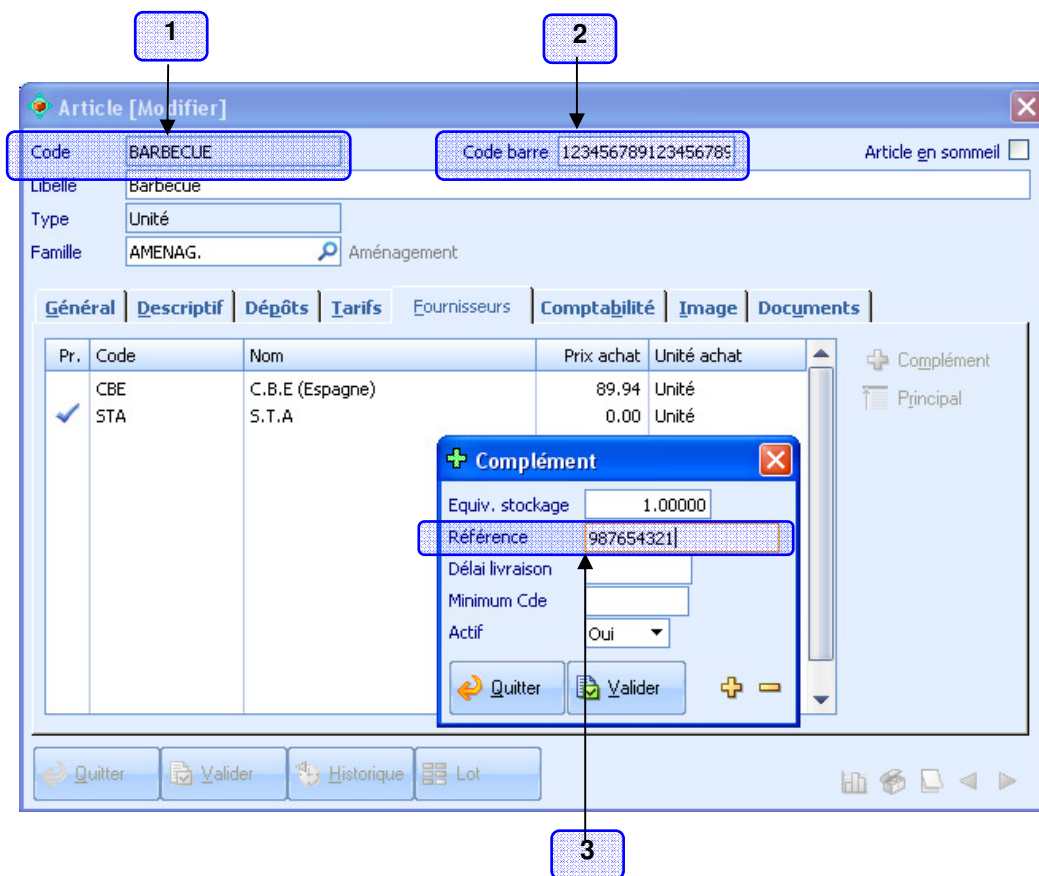 1
2
Article [Modifier]
Code BARBECUE Code barre 123456789123456789 Article en sommeil
Libellé Barbecue
Type Unité
Famille AMENAG. Aménagement
Général Descriptif Dépôts Tarifs Fournisseurs Comptabilité Image Documents
Pr. Code Nom Prix achat Unité achat
Complément
CBE C.B.E (Espagne) 89.94 Unité
Principal
STA S.T.A 0.00 Unité
Complément
Equiv. stockage 1.00000
Référence 987654321
Délai livraison
Minimum Cde
Actif Oui
Quitter Valider
Quitter Valider Historique Lot
3